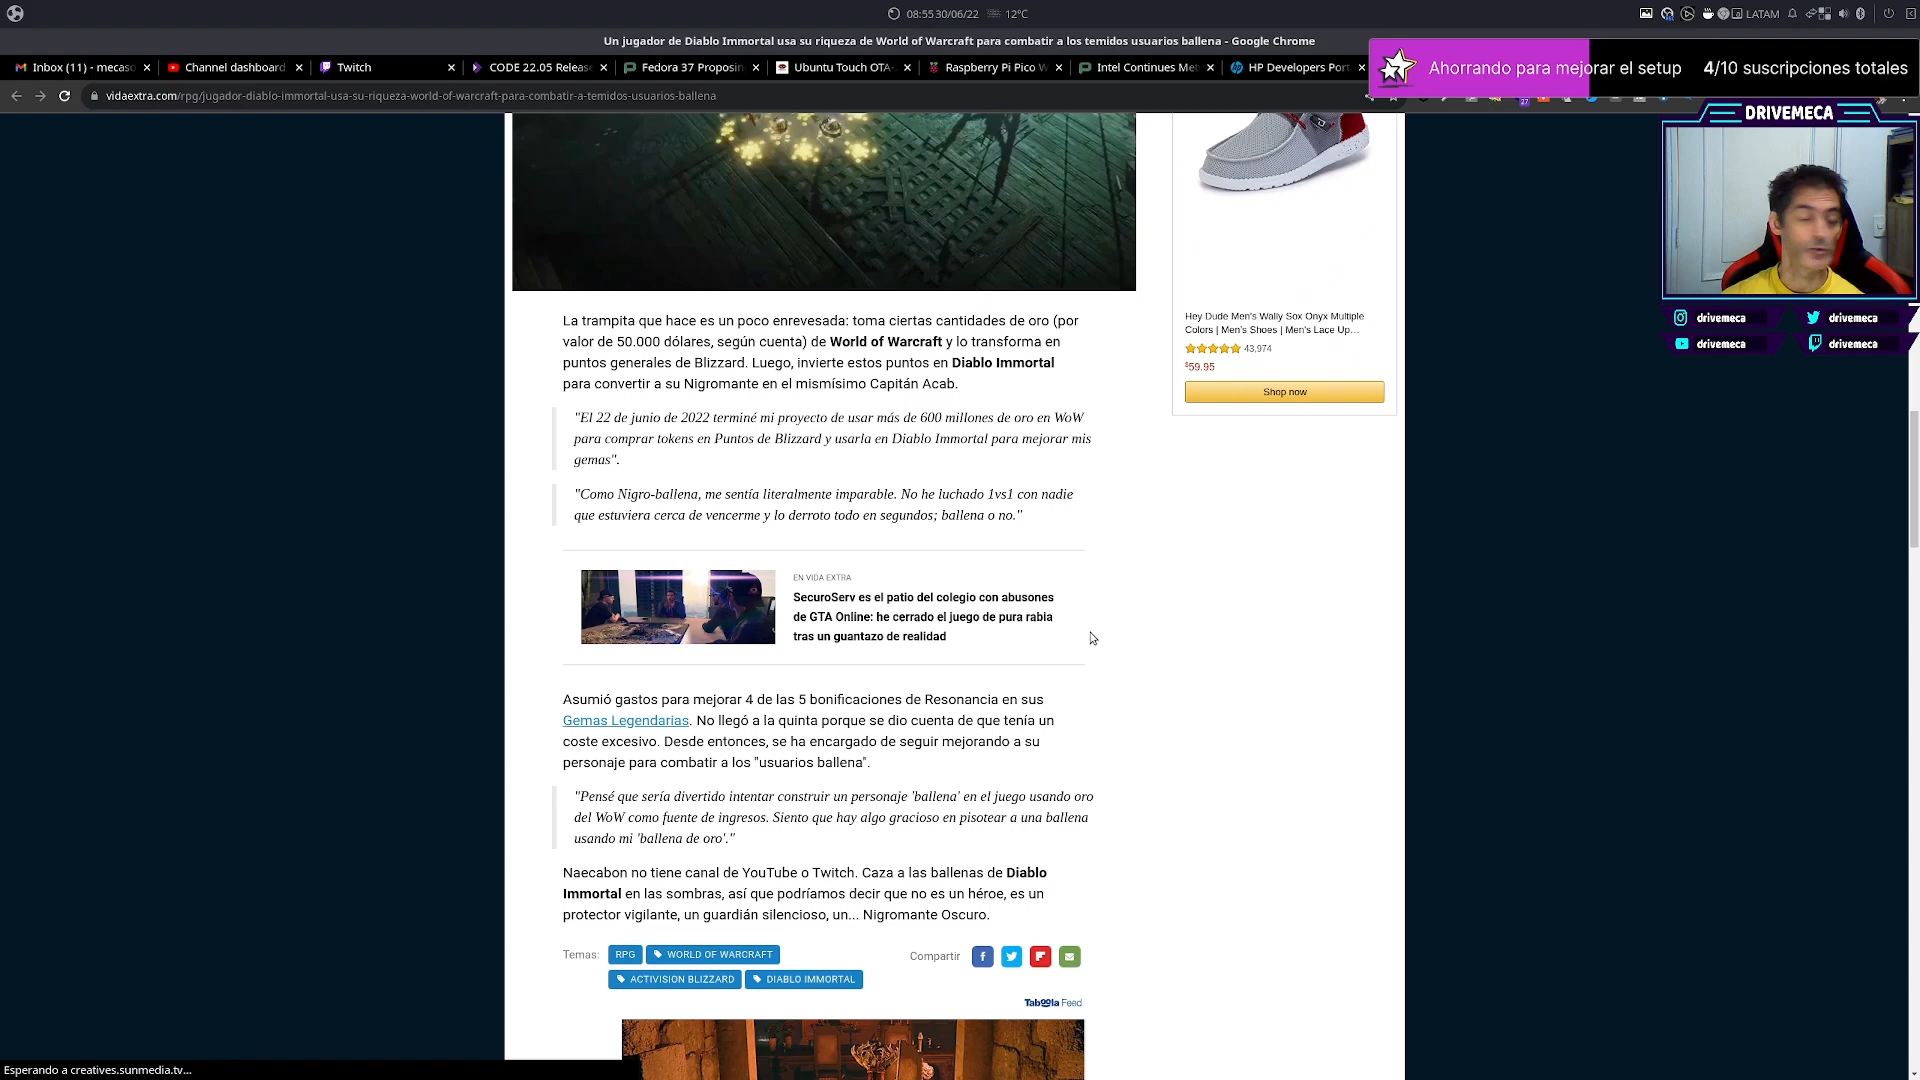 08:55 30/06/22 12°C
LATAM
Un jugador de Diablo Immortal usa su riqueza de World of Warcraft para combatir a los temidos usuarios ballena - Google Chrome
Inbox (11) - mecaso
Channel dashboard
Twitch
CODE 22.05 Releas
Fedora 37 Proposin
Ubuntu Touch OTA-
Raspberry Pi Pico W
Intel Continues Met
HP Developers Port
Ahorrando para mejorar el setup 4/10 suscripciones totales
vidaextra.com/rpg/jugador-diablo-immortal-usa-su-riqueza-world-of-warcraft-para-combatir-a-temidos-usuarios-ballena
27
DRIVEMECA
drivemeca
drivemeca
drivemeca
drivemeca
Hey Dude Men's Wally Sox Onyx Multiple
Colors | Men's Shoes | Men's Lace Up…
43,974
$59.95
Shop now
La trampita que hace es un poco enrevesada: toma ciertas cantidades de oro (por
valor de 50.000 dólares, según cuenta) de World of Warcraft y lo transforma en
puntos generales de Blizzard. Luego, invierte estos puntos en Diablo Immortal
para convertir a su Nigromante en el mismísimo Capitán Acab.
"El 22 de junio de 2022 terminé mi proyecto de usar más de 600 millones de oro en WoW
para comprar tokens en Puntos de Blizzard y usarla en Diablo Immortal para mejorar mis
gemas".
"Como Nigro-ballena, me sentía literalmente imparable. No he luchado 1vs1 con nadie
que estuviera cerca de vencerme y lo derroto todo en segundos; ballena o no."
EN VIDA EXTRA
SecuroServ es el patio del colegio con abusones
de GTA Online: he cerrado el juego de pura rabia
tras un guantazo de realidad
Asumió gastos para mejorar 4 de las 5 bonificaciones de Resonancia en sus
Gemas Legendarias. No llegó a la quinta porque se dio cuenta de que tenía un
coste excesivo. Desde entonces, se ha encargado de seguir mejorando a su
personaje para combatir a los "usuarios ballena".
"Pensé que sería divertido intentar construir un personaje 'ballena' en el juego usando oro
del WoW como fuente de ingresos. Siento que hay algo gracioso en pisotear a una ballena
usando mi 'ballena de oro'."
Naecabon no tiene canal de YouTube o Twitch. Caza a las ballenas de Diablo
Immortal en las sombras, así que podríamos decir que no es un héroe, es un
protector vigilante, un guardián silencioso, un... Nigromante Oscuro.
Temas: RPG WORLD OF WARCRAFT
ACTIVISION BLIZZARD DIABLO IMMORTAL
Compartir
Taboola Feed
Esperando a creatives.sunmedia.tv...